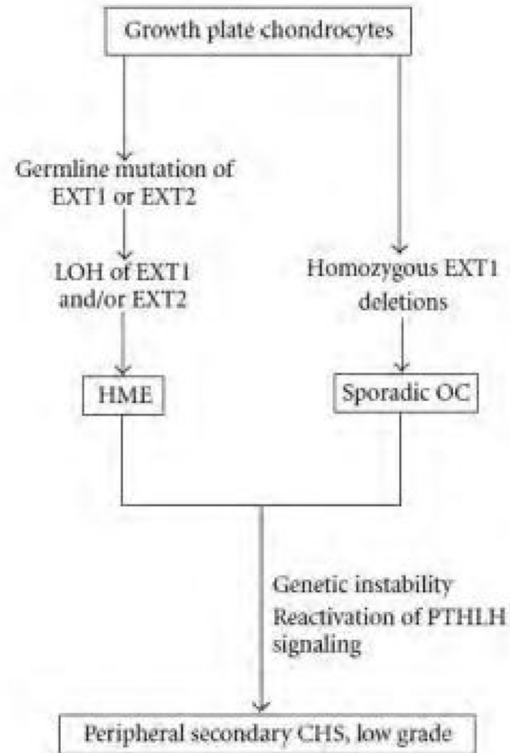 Growth plate chondrocytes
Germline mutation of
EXT1 or EXT2
LOH of EXT1
and/or EXT2
Homozygous EXT1
deletions
HME
Sporadic OC
Genetic instability
Reactivation of PTHLH
signaling
Peripheral secondary CHS, low grade